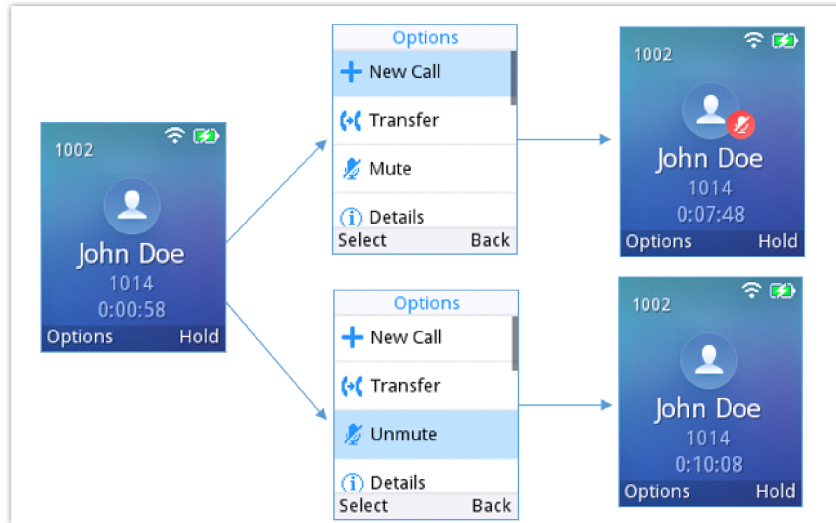 1002
John Doe
1014
0:00:58
Options Hold
Options
New Call
Transfer
Mute
Details
Select Back
1002
John Doe
1014
0:07:48
Options Hold
Options
New Call
Transfer
Unmute
Details
Select Back
1002
John Doe
1014
0:10:08
Options Hold